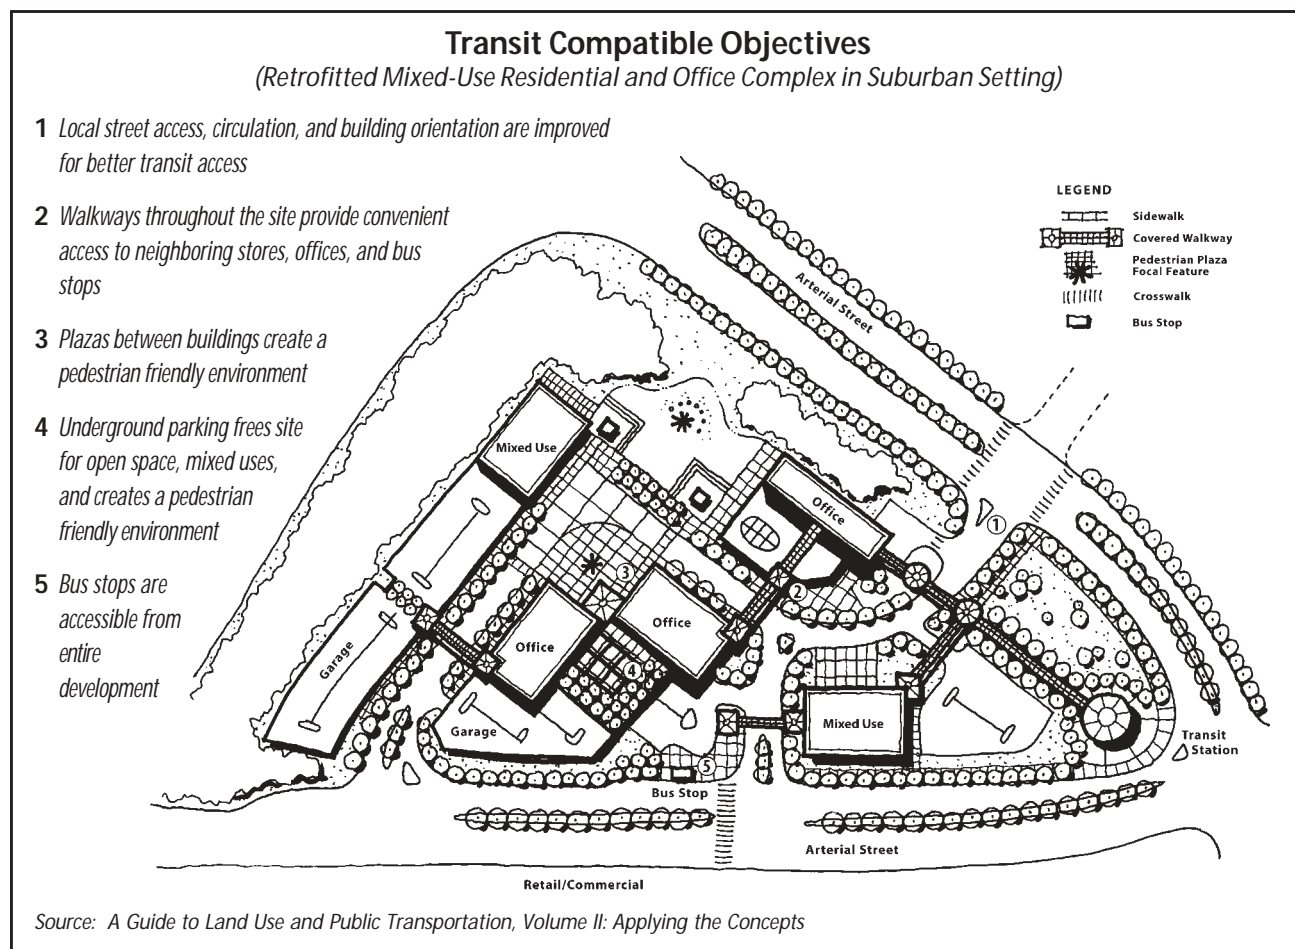 Transit Compatible Objectives
(Retrofitted Mixed-Use Residential and Office Complex in Suburban Setting)
1 Local street access, circulation, and building orientation are improved
for better transit access
2 Walkways throughout the site provide convenient
access to neighboring stores, offices, and bus
stops
3 Plazas between buildings create a
pedestrian friendly environment
4 Underground parking frees site
for open space, mixed uses,
and creates a pedestrian
friendly environment
5 Bus stops are
accessible from
entire
development
LEGEND
Sidewalk
Covered Walkway
Pedestrian Plaza
Focal Feature
Crosswalk
Bus Stop
Arterial Street
Mixed Use
Office
1
3
2
Office
Office
4
Garage
Garage
Mixed Use
5
Bus Stop
Transit
Station
Arterial Street
Retail/Commercial
Source: A Guide to Land Use and Public Transportation, Volume II: Applying the Concepts